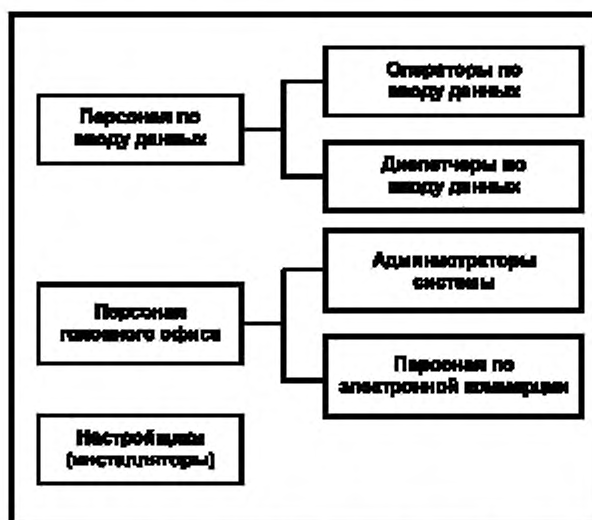 Персонал по
вводу данных
Операторы по
вводу данных
Диспетчеры по
вводу данных
Персонал
головного офиса
Администраторы
системы
Персонал по
электронной коммерции
Настройщики
(инсталляторы)